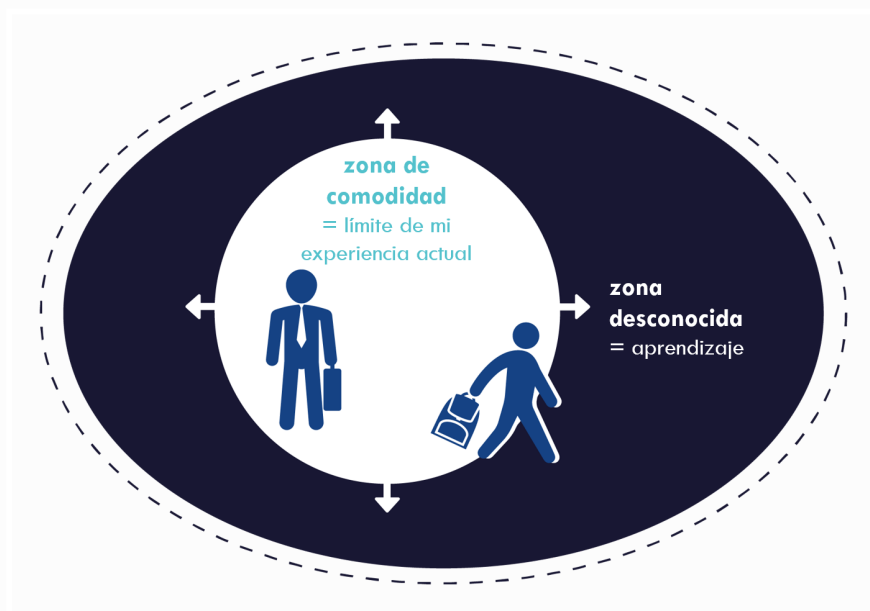 zona de
comodidad
= límite de mi
experiencia actual
zona
desconocida
= aprendizaje